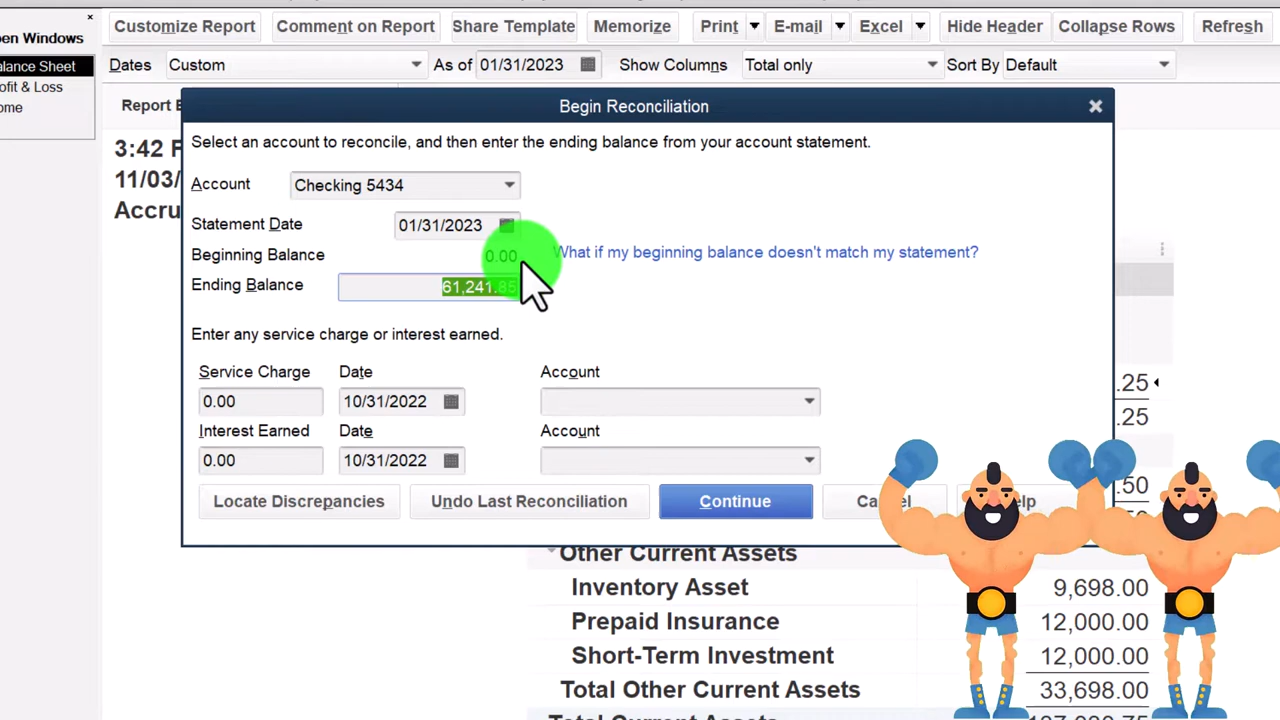 Customize Report Comment on Report Share Template Memorize Print E-mail Excel Hide Header Collapse Rows Refresh
pen Windows
alance Sheet
ofit & Loss
ome
Dates Custom As of 01/31/2023 Show Columns Total only Sort By Default
Report
3:42
11/03/
Accru
Begin Reconciliation
Select an account to reconcile, and then enter the ending balance from your account statement.
Account Checking 5434
Statement Date 01/31/2023
Beginning Balance 0.00 What if my beginning balance doesn't match my statement?
Ending Balance 61,241.85
Enter any service charge or interest earned.
Service Charge Date Account
0.00 10/31/2022
Interest Earned Date Account
0.00 10/31/2022
Locate Discrepancies Undo Last Reconciliation Continue
.25
.25
.50
Other Current Assets
Inventory Asset 9,698.00
Prepaid Insurance 12,000.00
Short-Term Investment 12,000.00
Total Other Current Assets 33,698.00